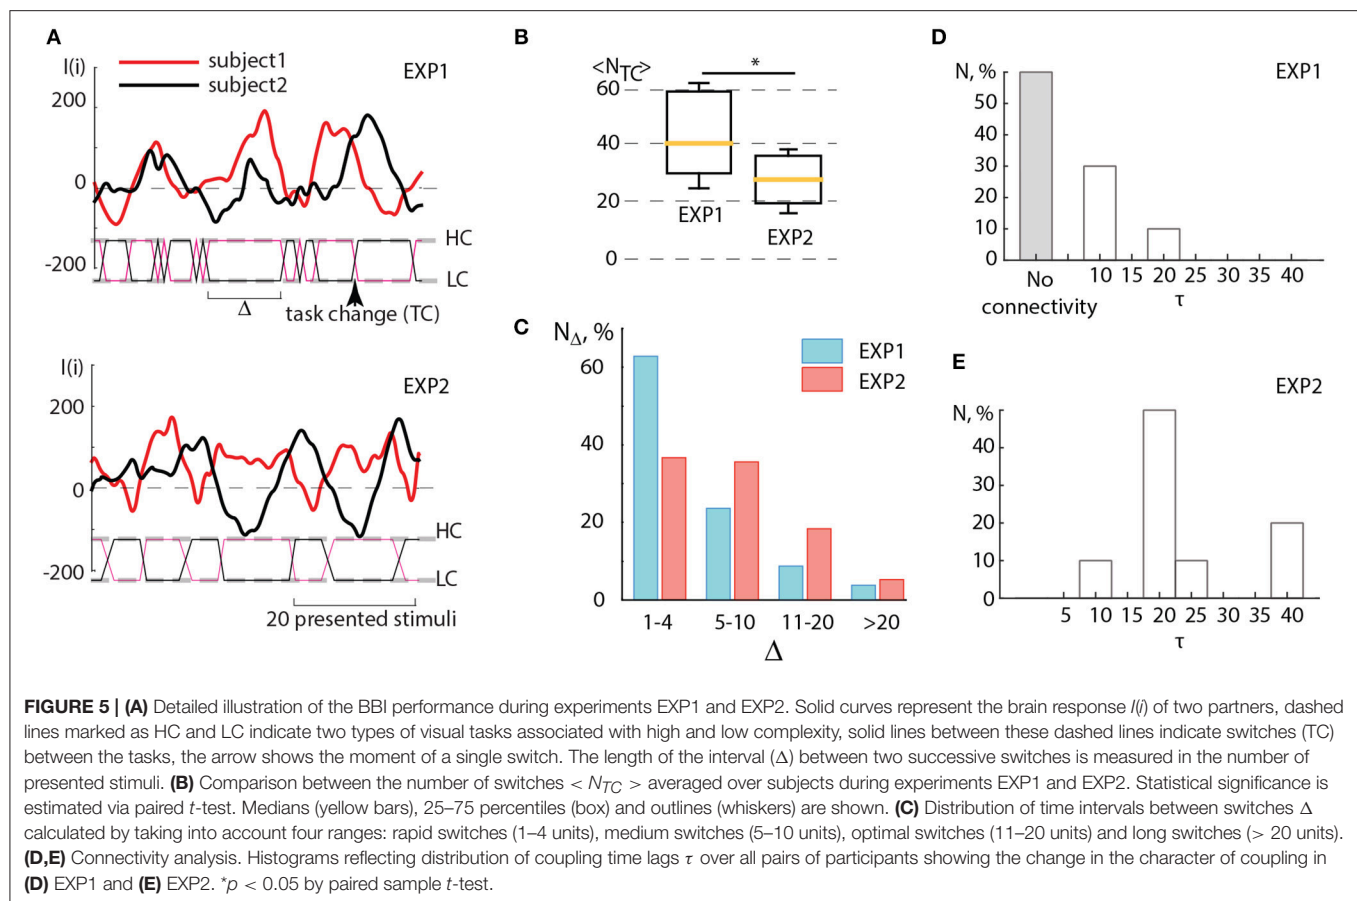 A
I(i)
subject1
subject2
EXP1
200
0
-200
HC
LC
Δ
task change (TC)
I(i)
EXP2
200
0
-200
HC
LC
20 presented stimuli
B
<N_TC>
*
60
40
20
0
EXP1
EXP2
C
N_Δ, %
EXP1
EXP2
60
40
20
0
1-4 5-10 11-20 >20
Δ
D
N, %
EXP1
50
40
30
20
10
0
No
connectivity
10 15 20 25 30 35 40
τ
E
EXP2
N, %
40
30
20
10
0
5 10 15 20 25 30 35 40
τ
FIGURE 5 | (A) Detailed illustration of the BBI performance during experiments EXP1 and EXP2. Solid curves represent the brain response I(i) of two partners, dashed
lines marked as HC and LC indicate two types of visual tasks associated with high and low complexity, solid lines between these dashed lines indicate switches (TC)
between the tasks, the arrow shows the moment of a single switch. The length of the interval (Δ) between two successive switches is measured in the number of
presented stimuli. (B) Comparison between the number of switches < N_TC > averaged over subjects during experiments EXP1 and EXP2. Statistical significance is
estimated via paired t-test. Medians (yellow bars), 25–75 percentiles (box) and outlines (whiskers) are shown. (C) Distribution of time intervals between switches Δ
calculated by taking into account four ranges: rapid switches (1–4 units), medium switches (5–10 units), optimal switches (11–20 units) and long switches (> 20 units).
(D,E) Connectivity analysis. Histograms reflecting distribution of coupling time lags τ over all pairs of participants showing the change in the character of coupling in
(D) EXP1 and (E) EXP2. *p < 0.05 by paired sample t-test.